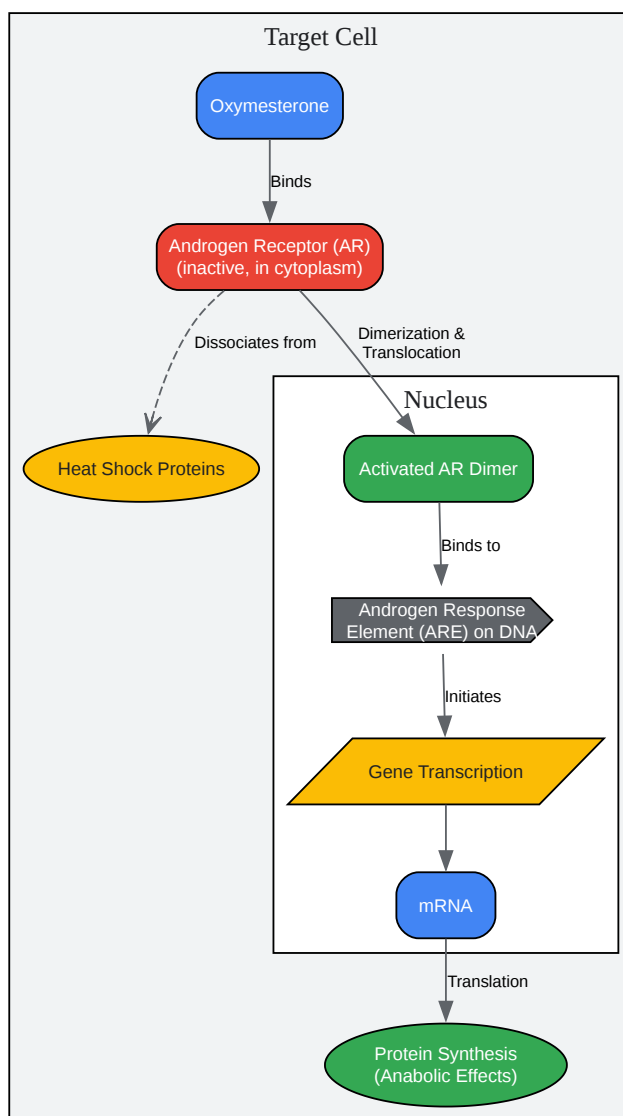 Target Cell
Oxymesterone
Binds
Androgen Receptor (AR)
(inactive, in cytoplasm)
Dissociates from
Dimerization &
Translocation
Nucleus
Heat Shock Proteins
Activated AR Dimer
Binds to
Androgen Response
Element (ARE) on DNA
Initiates
Gene Transcription
mRNA
Translation
Protein Synthesis
(Anabolic Effects)